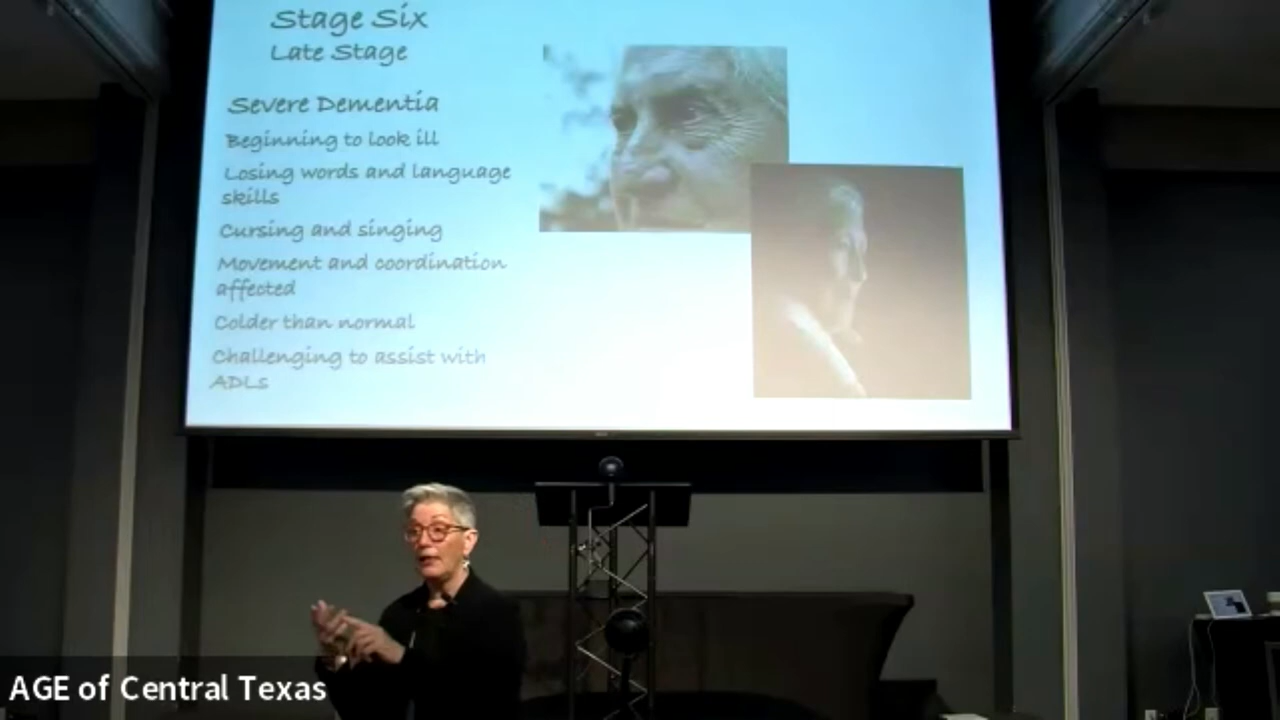 Stage Six
Late Stage
Severe Dementia
Beginning to look ill
Losing words and language
skills
Cursing and singing
Movement and coordination
affected
Colder than normal
Challenging to assist with
ADLs
AGE of Central Texas